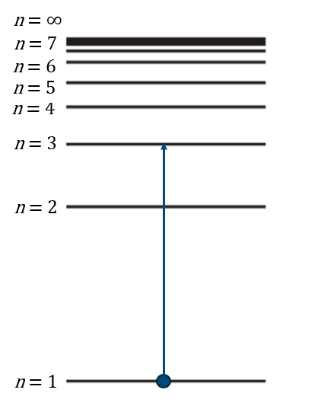 n = ∞
n = 7
n = 6
n = 5
n = 4
n = 3
n = 2
n = 1